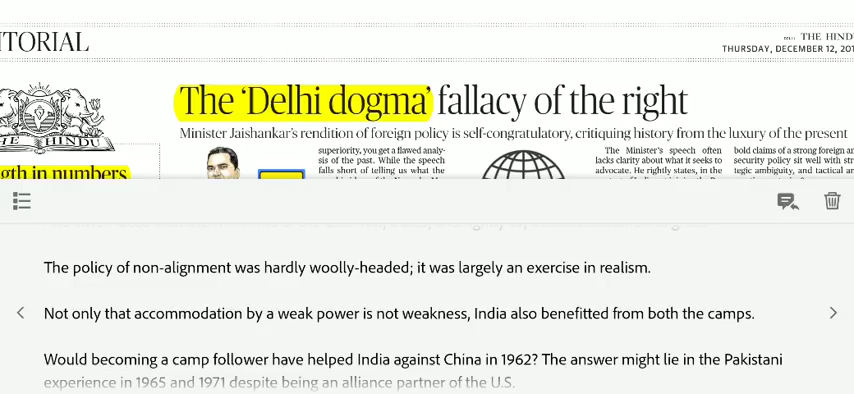 ITORIAL
THE HINDU
THURSDAY, DECEMBER 12, 201
The ‘Delhi dogma’ fallacy of the right
Minister Jaishankar’s rendition of foreign policy is self-congratulatory, critiquing history from the luxury of the present
HE HINDU
gth in numbers
superiority, you get a flawed analy-
sis of the past. While the speech
falls short of telling us what the
The Minister’s speech often
lacks clarity about what it seeks to
advocate. He rightly states, in the
bold claims of a strong foreign an
security policy sit well with str
tegic ambiguity, and tactical an
The policy of non-alignment was hardly woolly-headed; it was largely an exercise in realism.
Not only that accommodation by a weak power is not weakness, India also benefitted from both the camps.
Would becoming a camp follower have helped India against China in 1962? The answer might lie in the Pakistani
experience in 1965 and 1971 despite being an alliance partner of the U.S.